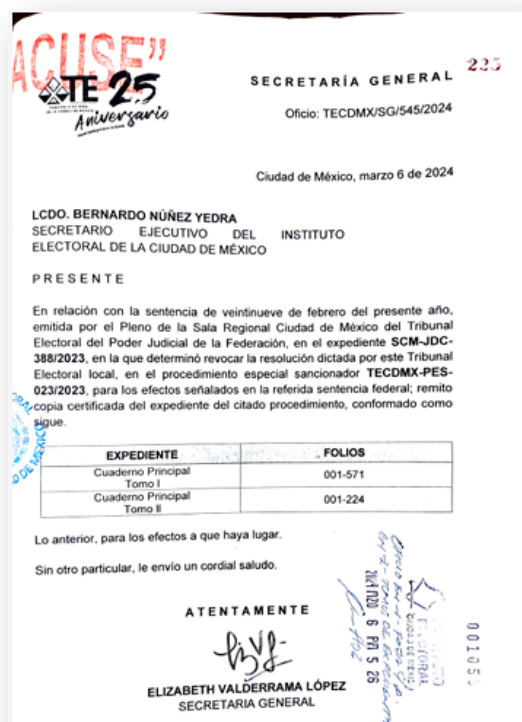 ACUSE"
TE 25
Aniversario
SECRETARÍA GENERAL
225
Oficio: TECDMX/SG/545/2024
Ciudad de México, marzo 6 de 2024
LCDO. BERNARDO NÚÑEZ YEDRA
SECRETARIO EJECUTIVO DEL INSTITUTO
ELECTORAL DE LA CIUDAD DE MÉXICO
PRESENTE
En relación con la sentencia de veintinueve de febrero del presente año,
emitida por el Pleno de la Sala Regional Ciudad de México del Tribunal
Electoral del Poder Judicial de la Federación, en el expediente SCM-JDC-
388/2023, en la que determinó revocar la resolución dictada por este Tribunal
Electoral local, en el procedimiento especial sancionador TECDMX-PES-
023/2023, para los efectos señalados en la referida sentencia federal; remito
copia certificada del expediente del citado procedimiento, conformado como
sigue.
EXPEDIENTE FOLIOS
Cuaderno Principal
Tomo I
001-571
Cuaderno Principal
Tomo II
001-224
Lo anterior, para los efectos a que haya lugar.
Sin otro particular, le envío un cordial saludo.
ATENTAMENTE
ELIZABETH VALDERRAMA LÓPEZ
SECRETARIA GENERAL
6 PM 5 26
ELECTORAL
CIUDAD DE MÉXICO
DE MÉXICO